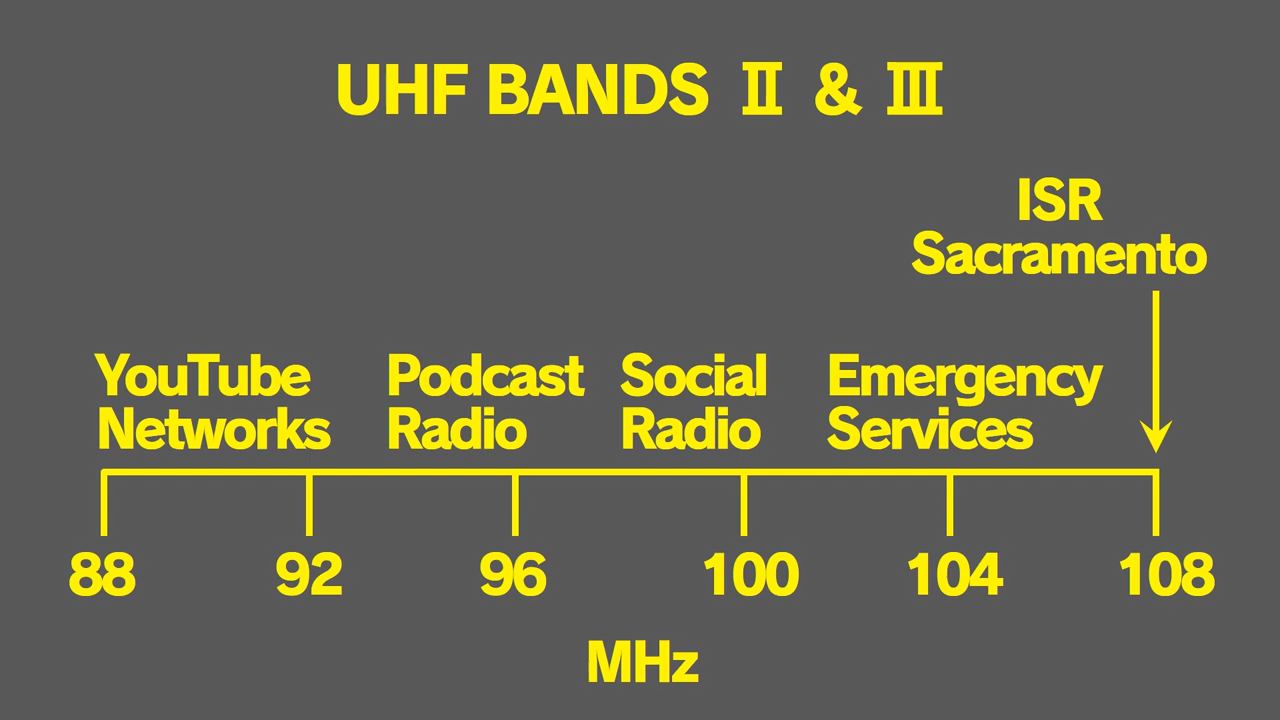 UHF BANDS II & III
ISR
Sacramento
YouTube
Networks
Podcast
Radio
Social
Radio
Emergency
Services
88 92 96 100 104 108
MHz